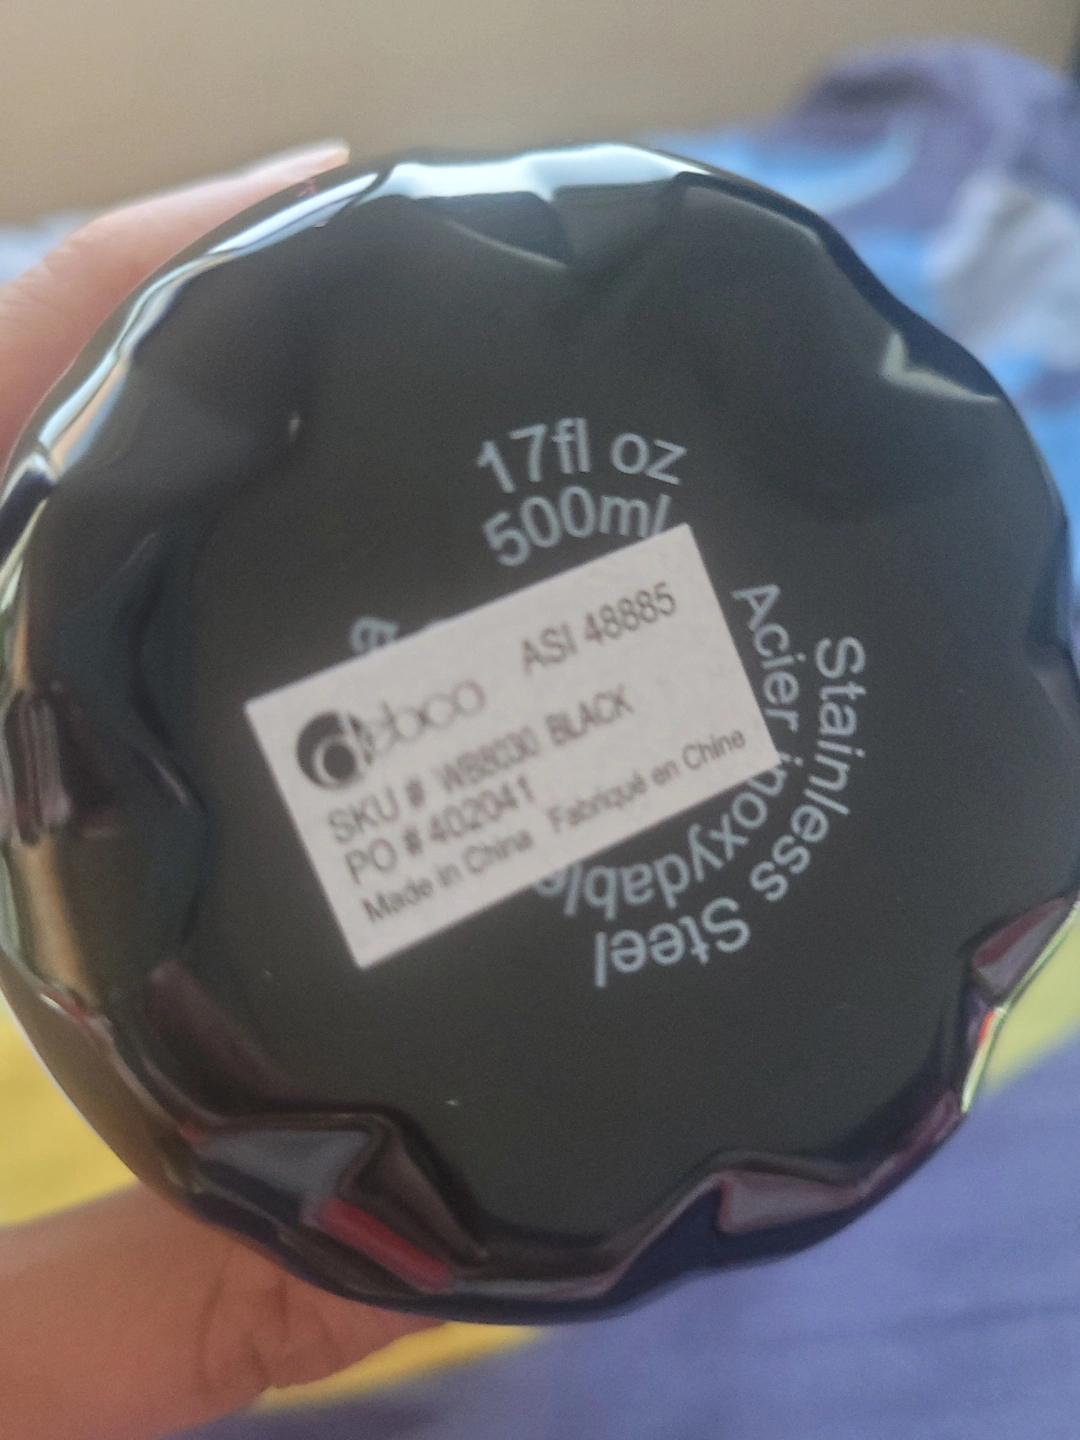 17fl oz
500ml
debco ASI 48885
SKU # WB8030 BLACK
PO # 402041
Made in China Fabriqué en Chine
Acier inoxydable
Stainless Steel